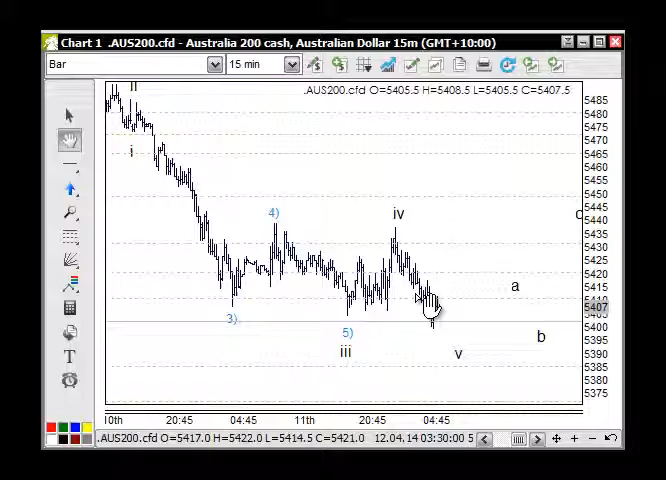 Chart 1 .AUS200.cfd - Australia 200 cash, Australian Dollar 15m (GMT+10:00)
Bar
15 min
.AUS200.cfd O=5405.5 H=5408.5 L=5405.5 C=5407.5
ii
i
4)
iv
3)
5)
iii
a
b
v
5485
5480
5475
5470
5465
5460
5455
5450
5445
5440
5435
5430
5425
5420
5415
5410
5407
5400
5395
5390
5385
5380
5375
10th 20:45 04:45 11th 20:45 04:45
.AUS200.cfd O=5417.0 H=5422.0 L=5414.5 C=5421.0 12.04.14 03:30:00 5
T